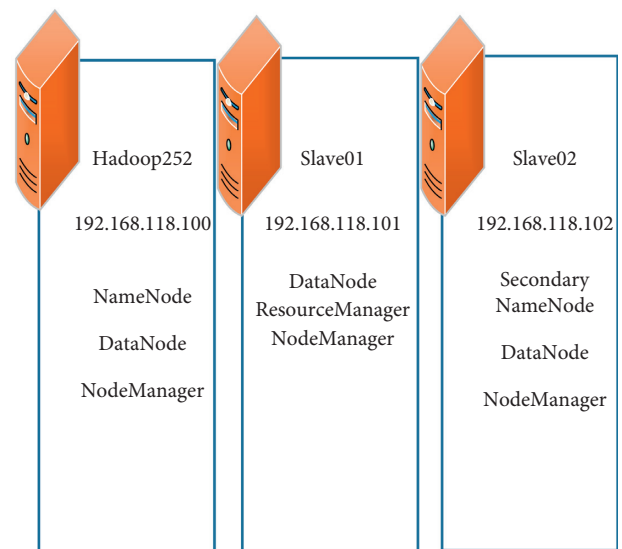 Hadoop252
192.168.118.100
NameNode
DataNode
NodeManager
Slave01
192.168.118.101
DataNode
ResourceManager
NodeManager
Slave02
192.168.118.102
Secondary
NameNode
DataNode
NodeManager